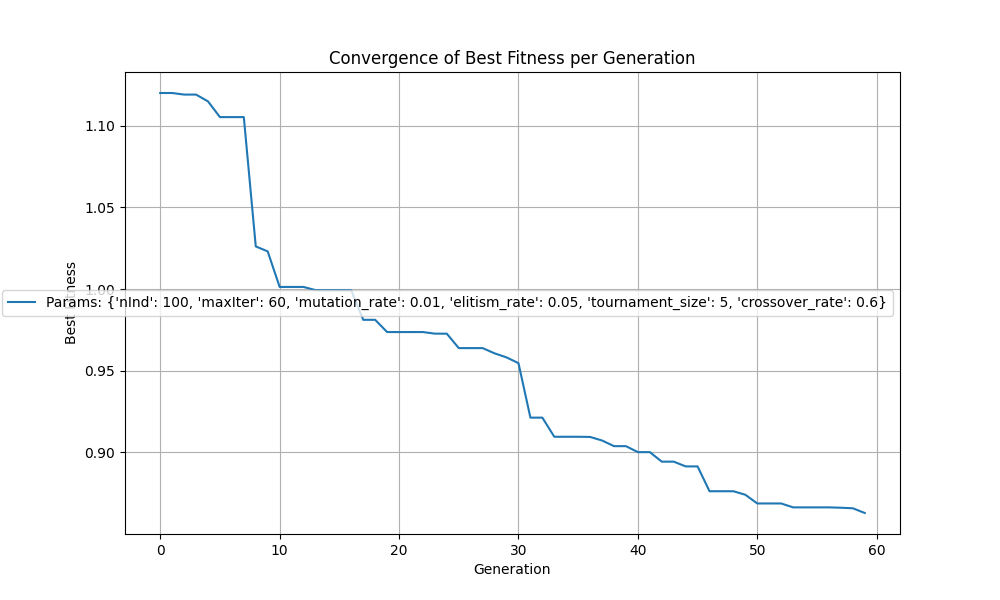 Convergence of Best Fitness per Generation
1.10
1.05
1.00
0.95
0.90
Best Fitness
Params: {'nInd': 100, 'maxIter': 60, 'mutation_rate': 0.01, 'elitism_rate': 0.05, 'tournament_size': 5, 'crossover_rate': 0.6}
0 10 20 30 40 50 60
Generation